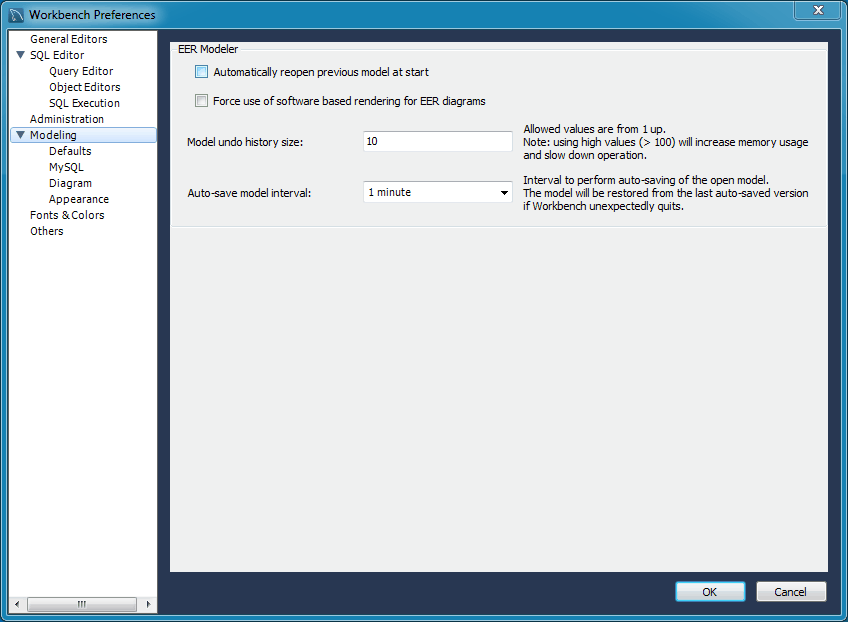 Workbench Preferences
General Editors
SQL Editor
Query Editor
Object Editors
SQL Execution
Administration
Modeling
Defaults
MySQL
Diagram
Appearance
Fonts & Colors
Others
EER Modeler
Automatically reopen previous model at start
Force use of software based rendering for EER diagrams
Model undo history size:
10
Allowed values are from 1 up.
Note: using high values (> 100) will increase memory usage
and slow down operation.
Auto-save model interval:
1 minute
Interval to perform auto-saving of the open model.
The model will be restored from the last auto-saved version
if Workbench unexpectedly quits.
OK
Cancel